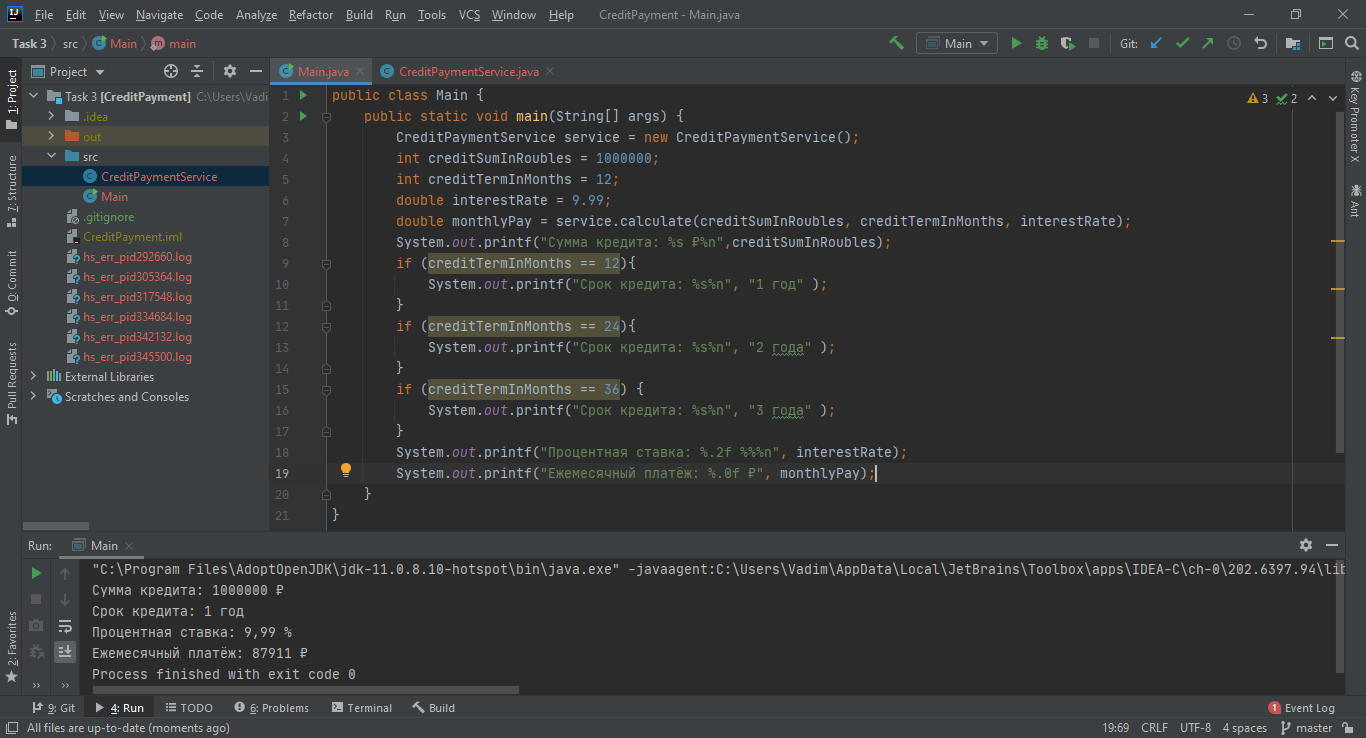 File Edit View Navigate Code Analyze Refactor Build Run Tools VCS Window Help CreditPayment - Main.java
Task 3 src Main main
Main
Git:
1: Project
7: Structure
0: Commit
Pull Requests
2: Favorites
Project
Task 3 [CreditPayment] C:\Users\Vadi
.idea
out
src
CreditPaymentService
Main
.gitignore
CreditPayment.iml
hs_err_pid292660.log
hs_err_pid305364.log
hs_err_pid317548.log
hs_err_pid334684.log
hs_err_pid342132.log
hs_err_pid345500.log
External Libraries
Scratches and Consoles
Main.java CreditPaymentService.java
3 2
1 public class Main {
2 public static void main(String[] args) {
3 CreditPaymentService service = new CreditPaymentService();
4 int creditSumInRoubles = 1000000;
5 int creditTermInMonths = 12;
6 double interestRate = 9.99;
7 double monthlyPay = service.calculate(creditSumInRoubles, creditTermInMonths, interestRate);
8 System.out.printf("Сумма кредита: %s ₽%n",creditSumInRoubles);
9 if (creditTermInMonths == 12){
10 System.out.printf("Срок кредита: %s%n", "1 год" );
11 }
12 if (creditTermInMonths == 24){
13 System.out.printf("Срок кредита: %s%n", "2 года" );
14 }
15 if (creditTermInMonths == 36) {
16 System.out.printf("Срок кредита: %s%n", "3 года" );
17 }
18 System.out.printf("Процентная ставка: %.2f %%%n", interestRate);
19 System.out.printf("Ежемесячный платёж: %.0f ₽", monthlyPay);
20 }
21 }
Key Promoter X
Ant
Run: Main
"C:\Program Files\AdoptOpenJDK\jdk-11.0.8.10-hotspot\bin\java.exe" -javaagent:C:\Users\Vadim\AppData\Local\JetBrains\Toolbox\apps\IDEA-C\ch-0\202.6397.94\lib
Сумма кредита: 1000000 ₽
Срок кредита: 1 год
Процентная ставка: 9,99 %
Ежемесячный платёж: 87911 ₽
Process finished with exit code 0
9: Git 4: Run TODO 6: Problems Terminal Build 1 Event Log
All files are up-to-date (moments ago) 19:69 CRLF UTF-8 4 spaces master